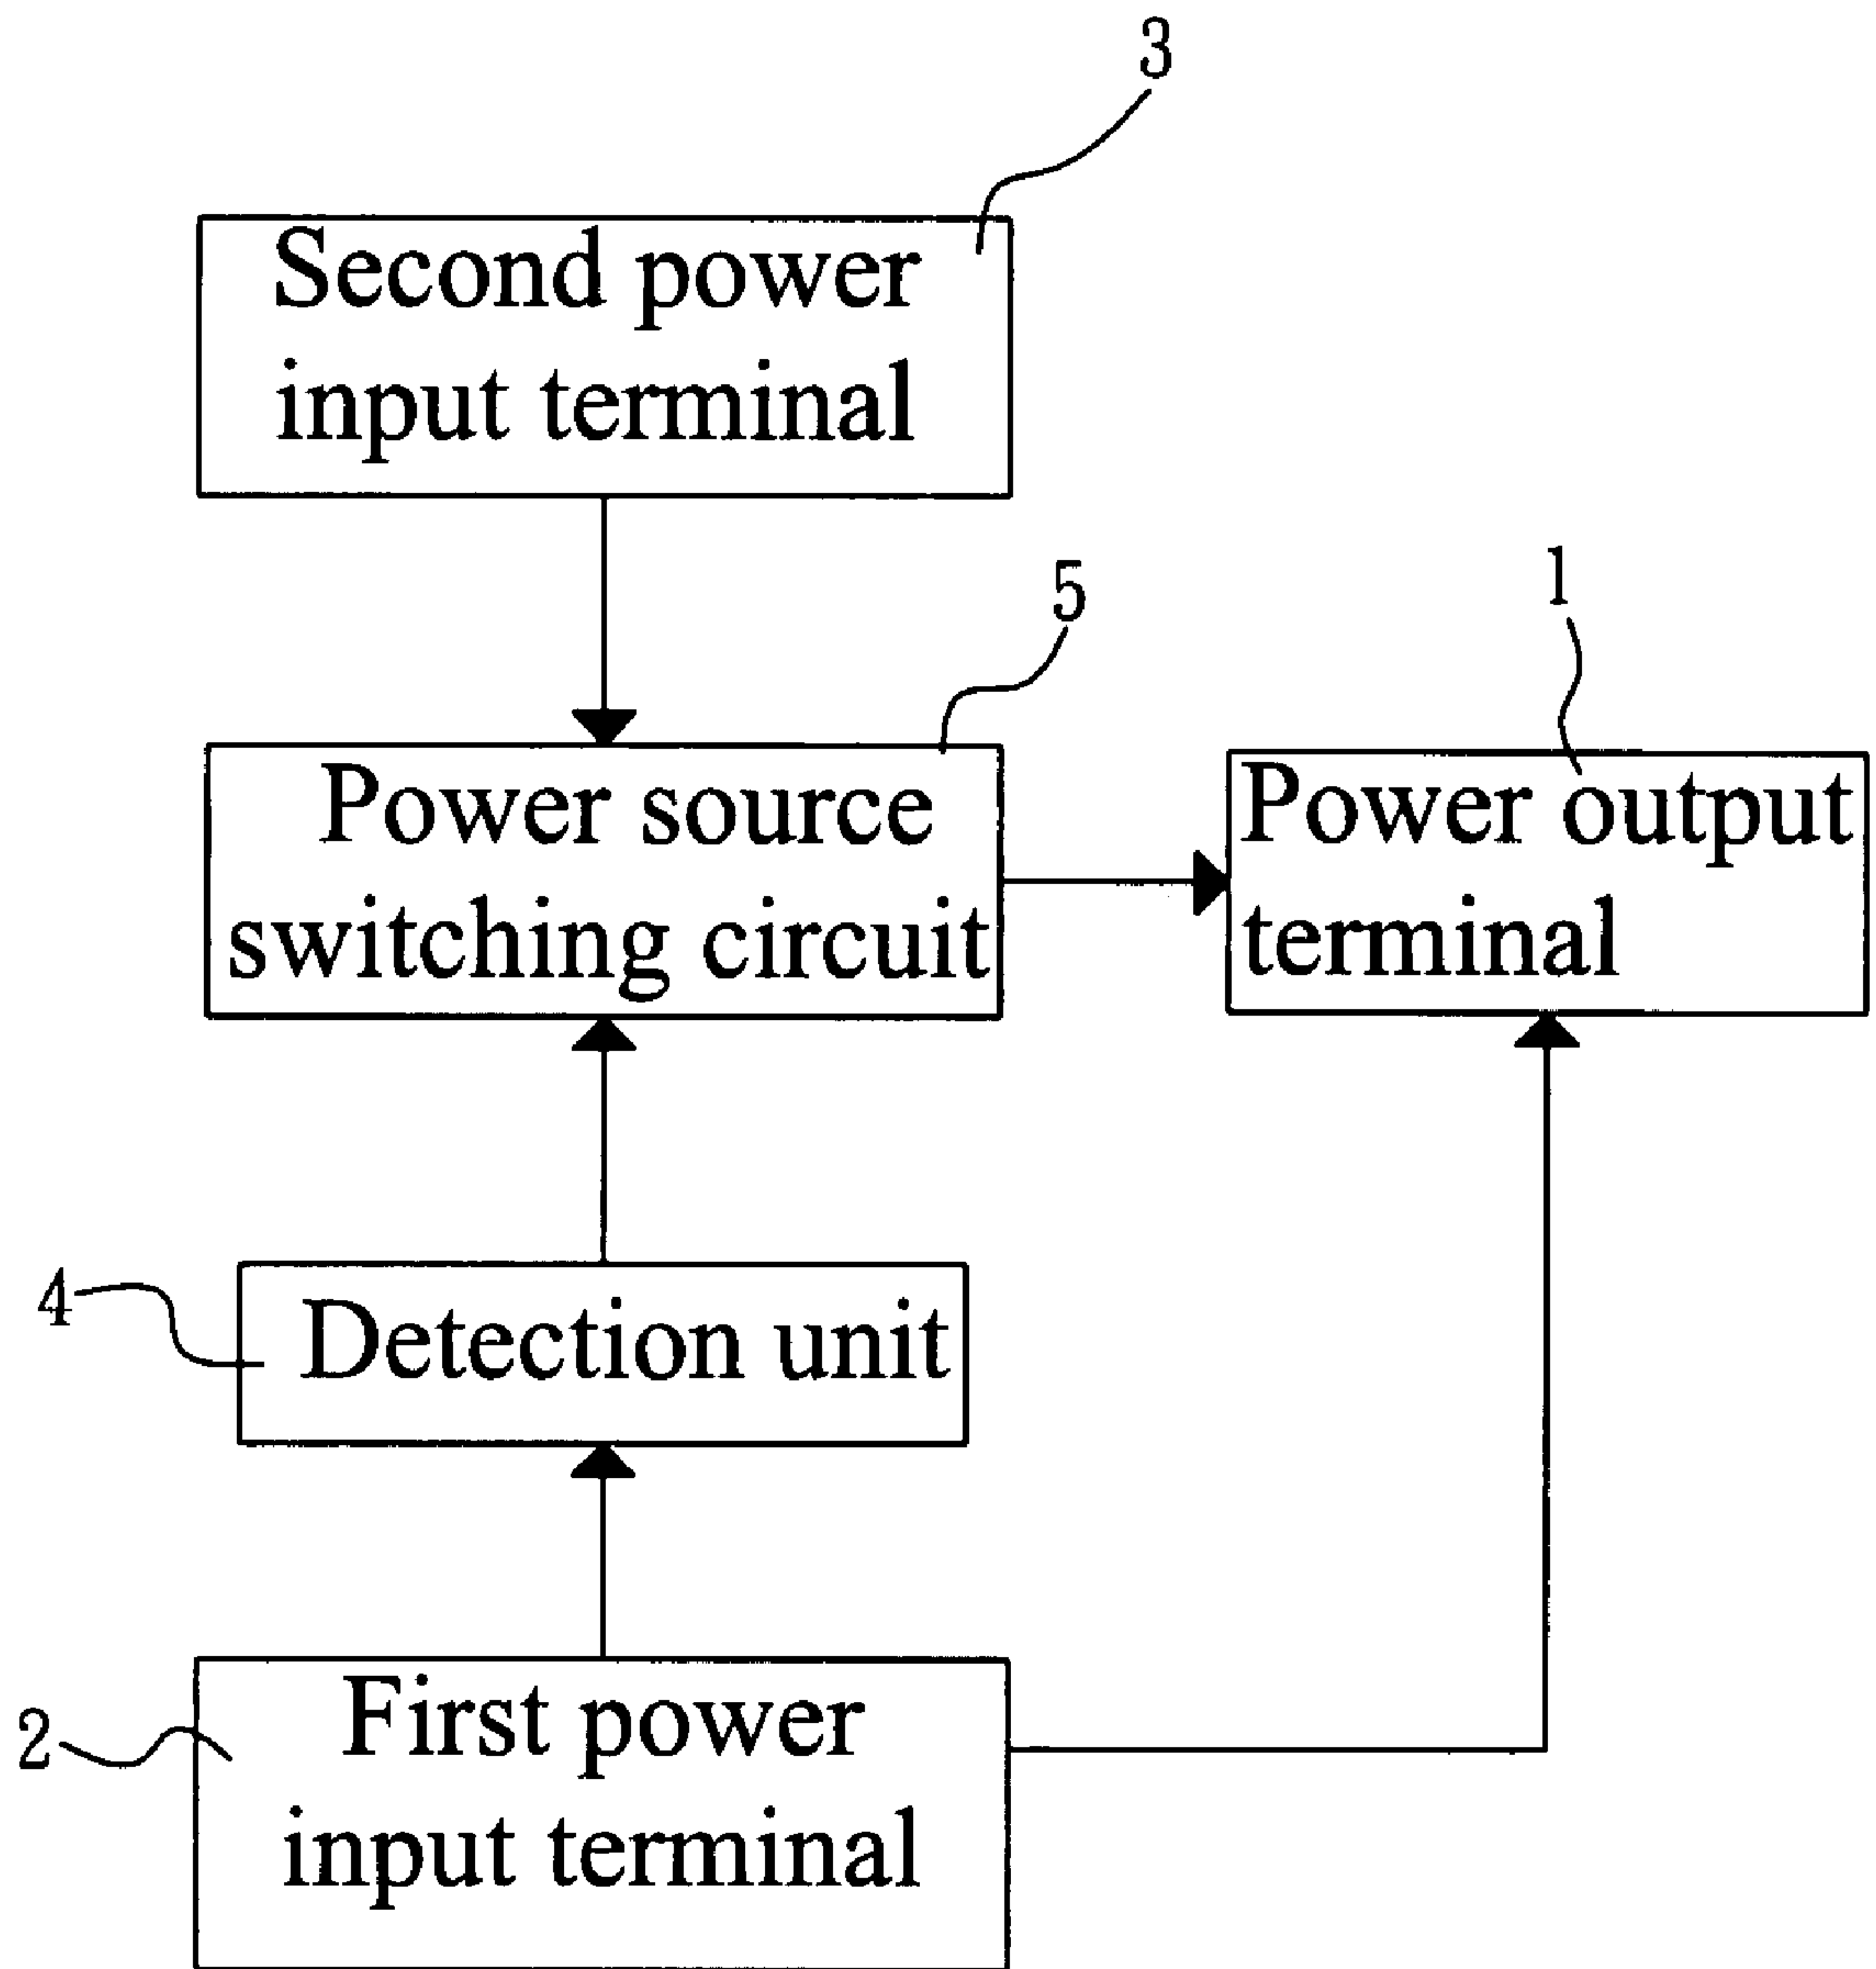 3
Second power
input terminal
5
1
Power source
switching circuit
Power output
terminal
4
Detection unit
2
First power
input terminal